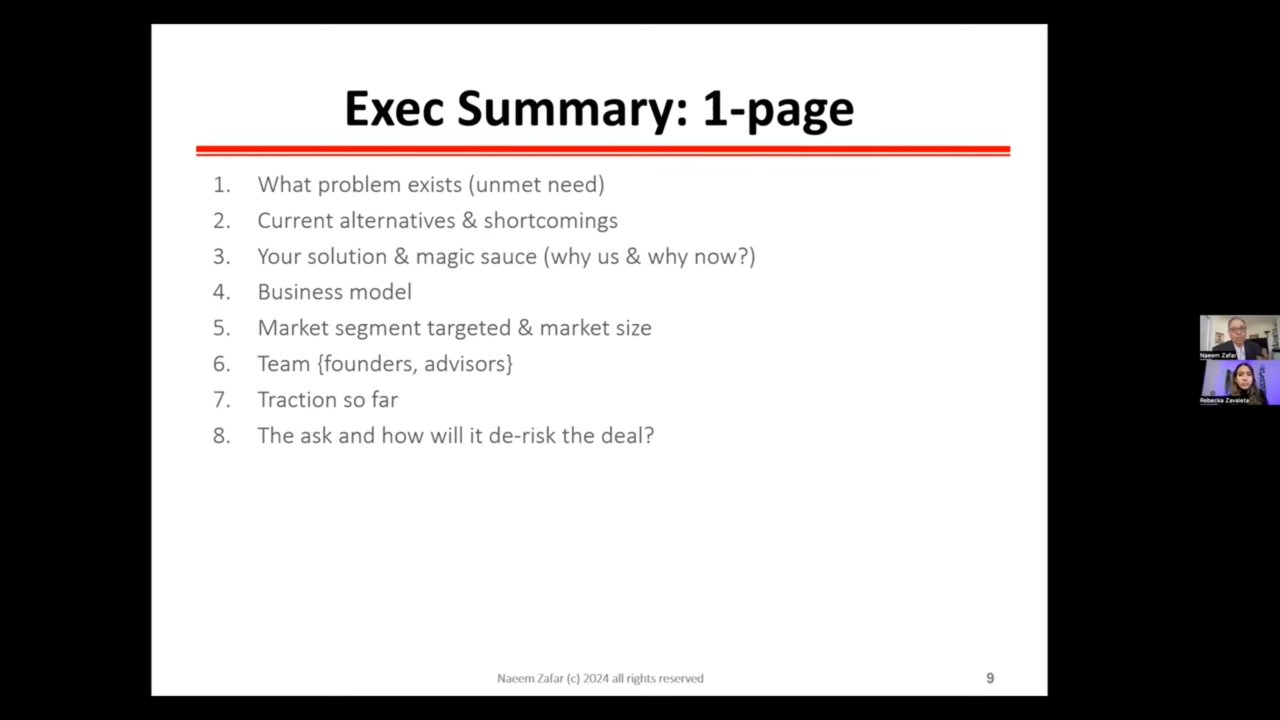 Exec Summary: 1-page
1. What problem exists (unmet need)
2. Current alternatives & shortcomings
3. Your solution & magic sauce (why us & why now?)
4. Business model
5. Market segment targeted & market size
6. Team {founders, advisors}
7. Traction so far
8. The ask and how will it de-risk the deal?
Naeem Zafar (c) 2024 all rights reserved
9
Naeem Zafar
Rebecka Zavaleta